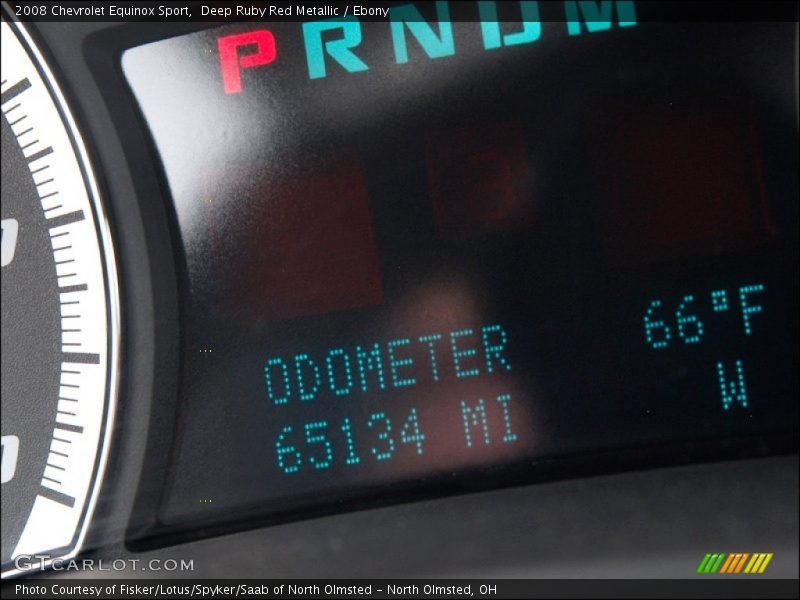 2008 Chevrolet Equinox Sport,  Deep Ruby Red Metallic / Ebony
P R N D M
66°F
ODOMETER
W
65134 MI
GTCARLOT.COM
Photo Courtesy of Fisker/Lotus/Spyker/Saab of North Olmsted - North Olmsted, OH